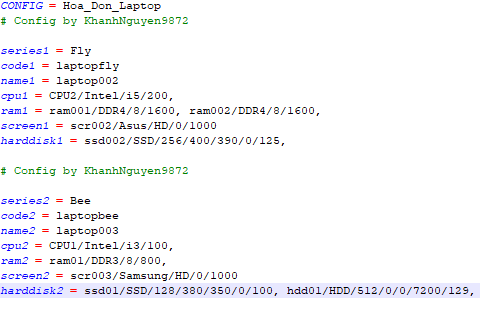 CONFIG = Hoa_Don_Laptop
# Config by KhanhNguyen9872
series1 = Fly
code1 = laptopfly
name1 = laptop002
cpu1 = CPU2/Intel/i5/200,
ram1 = ram001/DDR4/8/1600, ram002/DDR4/8/1600,
screen1 = scr002/Asus/HD/0/1000
harddisk1 = ssd002/SSD/256/400/390/0/125,
# Config by KhanhNguyen9872
series2 = Bee
code2 = laptopbee
name2 = laptop003
cpu2 = CPU1/Intel/i3/100,
ram2 = ram01/DDR3/8/800,
screen2 = scr003/Samsung/HD/0/1000
harddisk2 = ssd01/SSD/128/380/350/0/100, hdd01/HDD/512/0/0/7200/129,